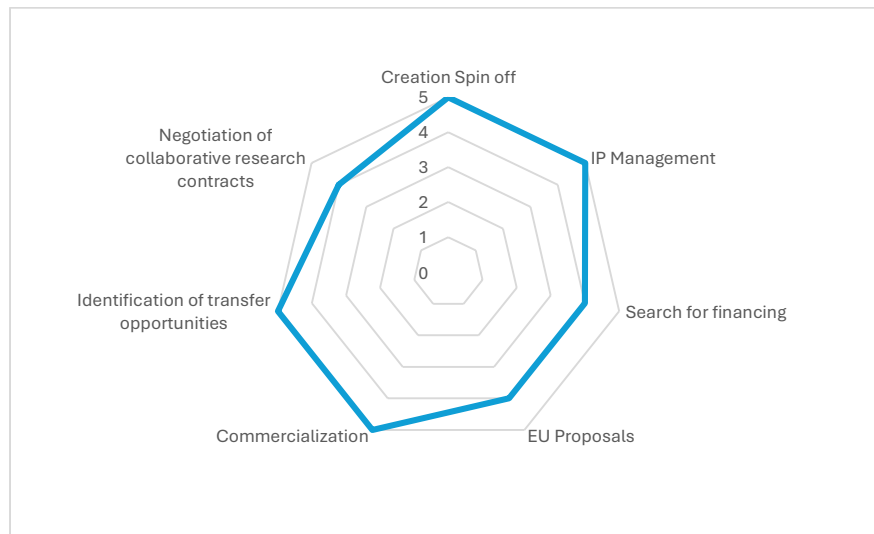 Creation Spin off
5
4
3
2
1
0
IP Management
Search for financing
EU Proposals
Commercialization
Identification of transfer
opportunities
Negotiation of
collaborative research
contracts